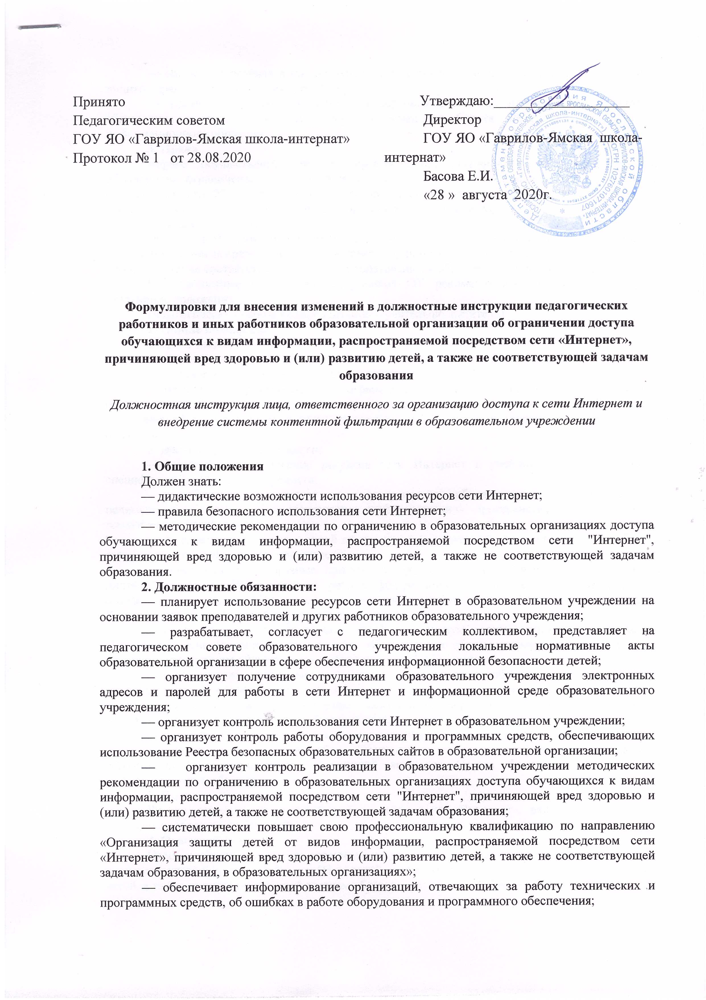 Принято
Педагогическим советом
ГОУ ЯО «Гаврилов-Ямская школа-интернат»
Протокол № 1 от 28.08.2020
Утверждаю:____________________
Директор
ГОУ ЯО «Гаврилов-Ямская школа-
интернат»
Басова Е.И.
«28 » августа 2020г.
Департамент образования Ярославской области
ОГРН 1027601071607
Формулировки для внесения изменений в должностные инструкции педагогических
работников и иных работников образовательной организации об ограничении доступа
обучающихся к видам информации, распространяемой посредством сети «Интернет»,
причиняющей вред здоровью и (или) развитию детей, а также не соответствующей задачам
образования
Должностная инструкция лица, ответственного за организацию доступа к сети Интернет и
внедрение системы контентной фильтрации в образовательном учреждении
1. Общие положения
Должен знать:
— дидактические возможности использования ресурсов сети Интернет;
— правила безопасного использования сети Интернет;
— методические рекомендации по ограничению в образовательных организациях доступа
обучающихся к видам информации, распространяемой посредством сети "Интернет",
причиняющей вред здоровью и (или) развитию детей, а также не соответствующей задачам
образования.
2. Должностные обязанности:
— планирует использование ресурсов сети Интернет в образовательном учреждении на
основании заявок преподавателей и других работников образовательного учреждения;
— разрабатывает, согласует с педагогическим коллективом, представляет на
педагогическом совете образовательного учреждения локальные нормативные акты
образовательной организации в сфере обеспечения информационной безопасности детей;
— организует получение сотрудниками образовательного учреждения электронных
адресов и паролей для работы в сети Интернет и информационной среде образовательного
учреждения;
— организует контроль использования сети Интернет в образовательном учреждении;
— организует контроль работы оборудования и программных средств, обеспечивающих
использование Реестра безопасных образовательных сайтов в образовательной организации;
— организует контроль реализации в образовательном учреждении методических
рекомендации по ограничению в образовательных организациях доступа обучающихся к видам
информации, распространяемой посредством сети "Интернет", причиняющей вред здоровью и
(или) развитию детей, а также не соответствующей задачам образования;
— систематически повышает свою профессиональную квалификацию по направлению
«Организация защиты детей от видов информации, распространяемой посредством сети
«Интернет», причиняющей вред здоровью и (или) развитию детей, а также не соответствующей
задачам образования, в образовательных организациях»;
— обеспечивает информирование организаций, отвечающих за работу технических и
программных средств, об ошибках в работе оборудования и программного обеспечения;